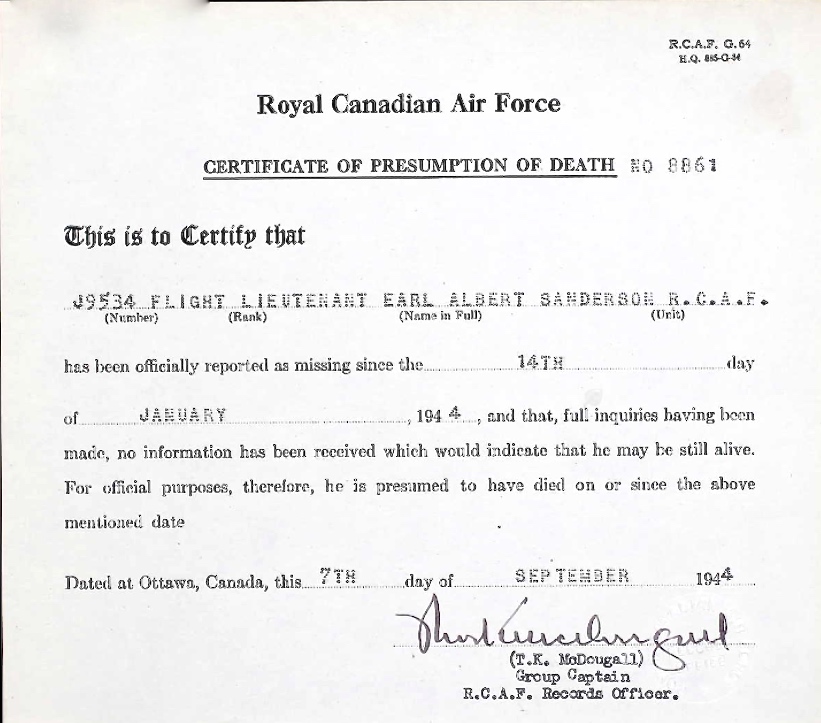 R.C.A.F. G.64
H.Q. 885-G-64
Royal Canadian Air Force
CERTIFICATE OF PRESUMPTION OF DEATH NO 8861
This is to Certify that
J9534 FLIGHT LIEUTENANT EARL ALBERT SANDERSON R.C.A.F.
(Number) (Rank) (Name in Full) (Unit)
has been officially reported as missing since the 14TH day
of JANUARY, 1944, and that, full inquiries having been
made, no information has been received which would indicate that he may be still alive.
For official purposes, therefore, he is presumed to have died on or since the above
mentioned date
Dated at Ottawa, Canada, this 7TH day of SEPTEMBER 1944
(T.K. McDougall)
Group Captain
R.C.A.F. Records Officer.